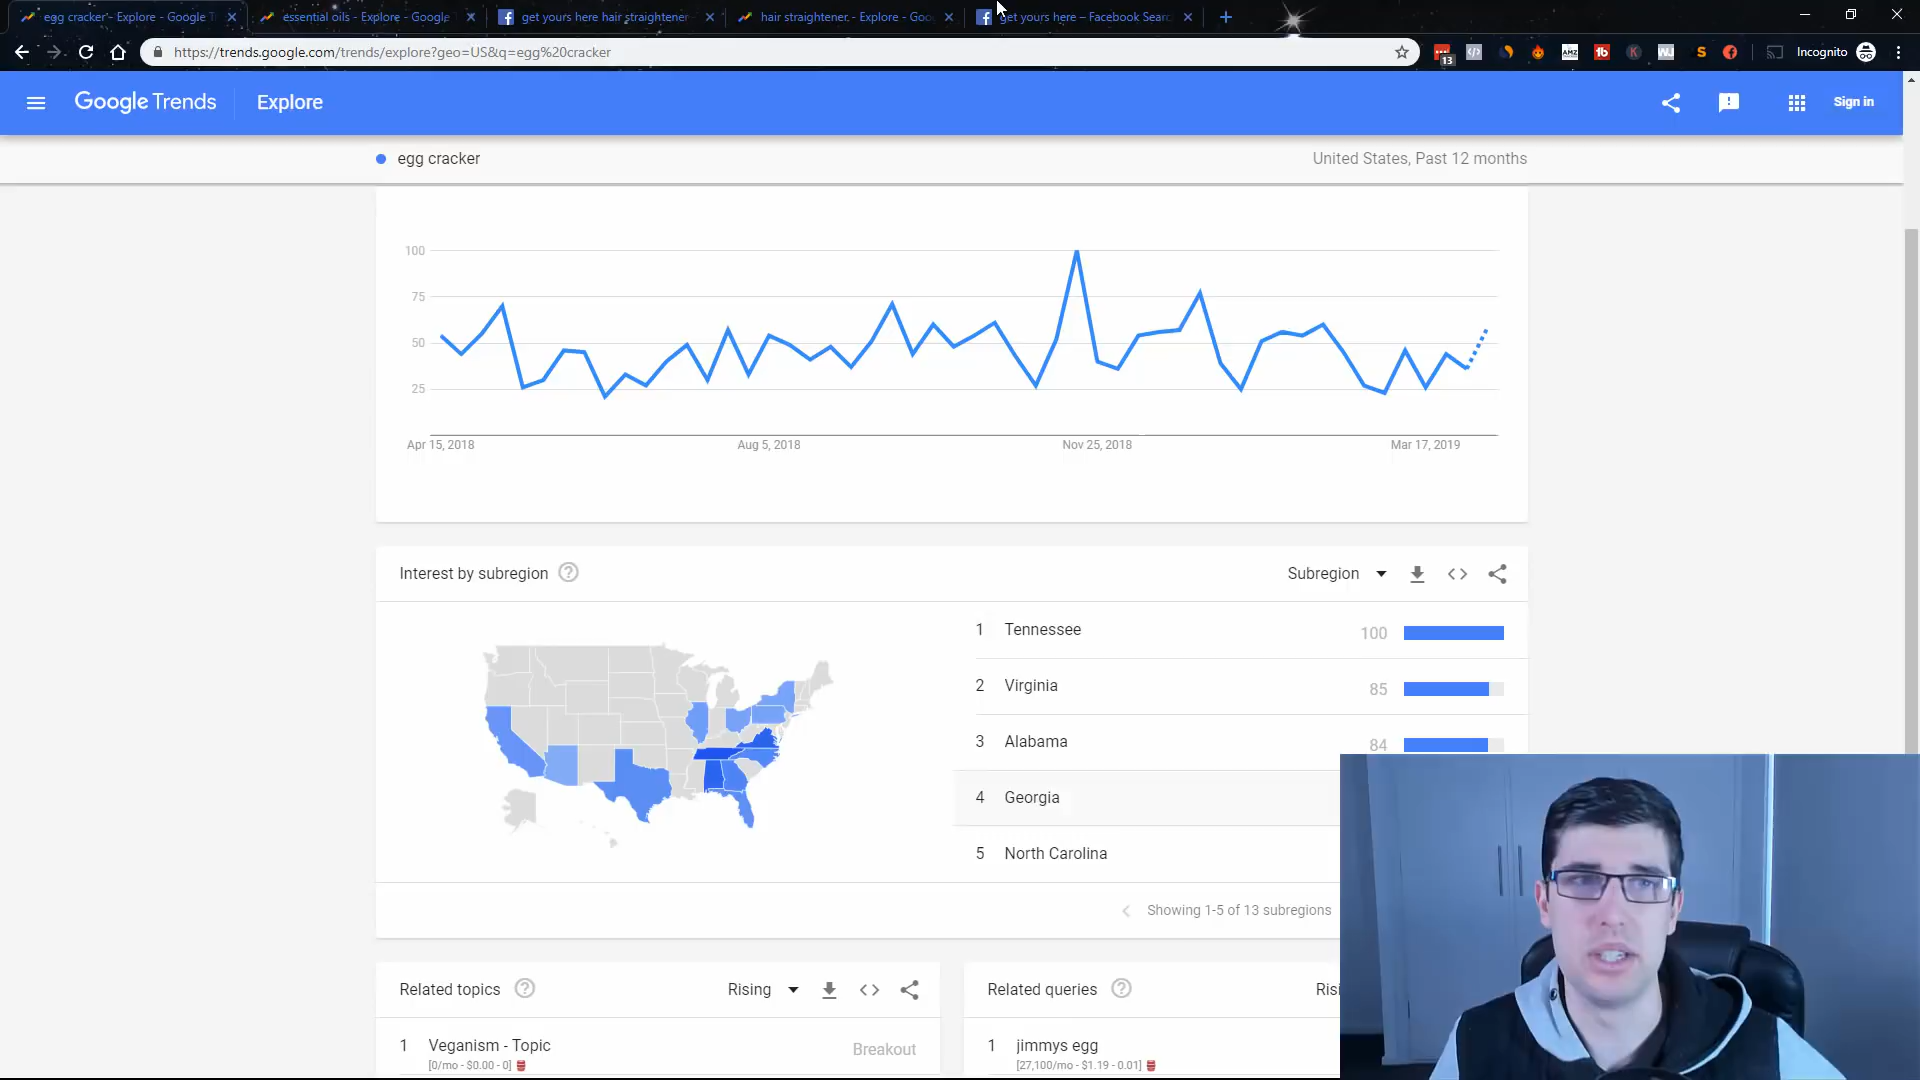 egg cracker - Explore - Google T
essential oils - Explore - Google
get yours here hair straightener
hair straightener. - Explore - Goo
get yours here – Facebook Searc
https://trends.google.com/trends/explore?geo=US&q=egg%20cracker
13
AMZ
Incognito
Google Trends
Explore
Sign in
egg cracker
United States, Past 12 months
100
75
50
25
Apr 15, 2018
Aug 5, 2018
Nov 25, 2018
Mar 17, 2019
Interest by subregion
Subregion
1 Tennessee 100
2 Virginia 85
3 Alabama 84
4 Georgia
5 North Carolina
Showing 1-5 of 13 subregions
Related topics
Rising
Related queries
Risi
1 Veganism - Topic Breakout
[0/mo - $0.00 - 0]
1 jimmys egg
[27,100/mo - $1.19 - 0.01]